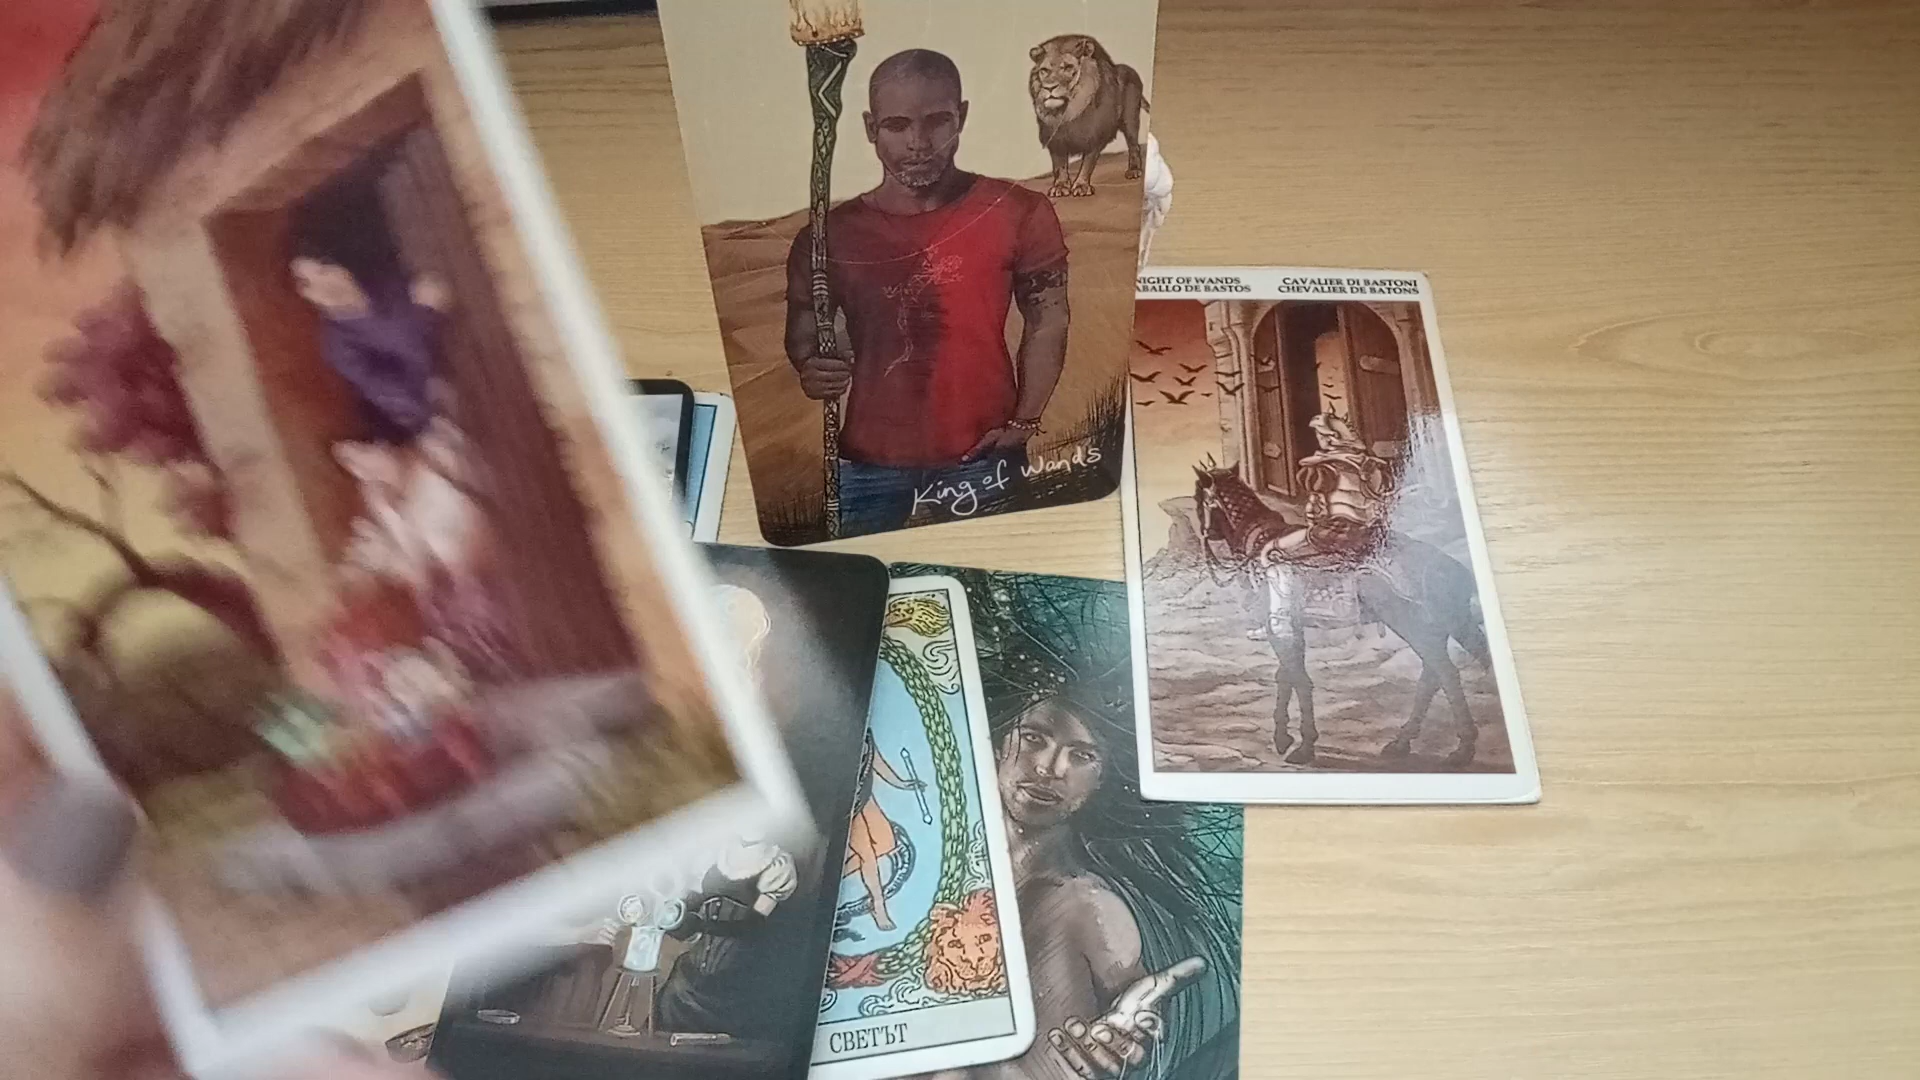 King of Wands
NIGHT OF WANDS
CAVALIER DI BASTONI
ABALLO DE BASTOS
CHEVALIER DE BATONS
СВЕТЪТ